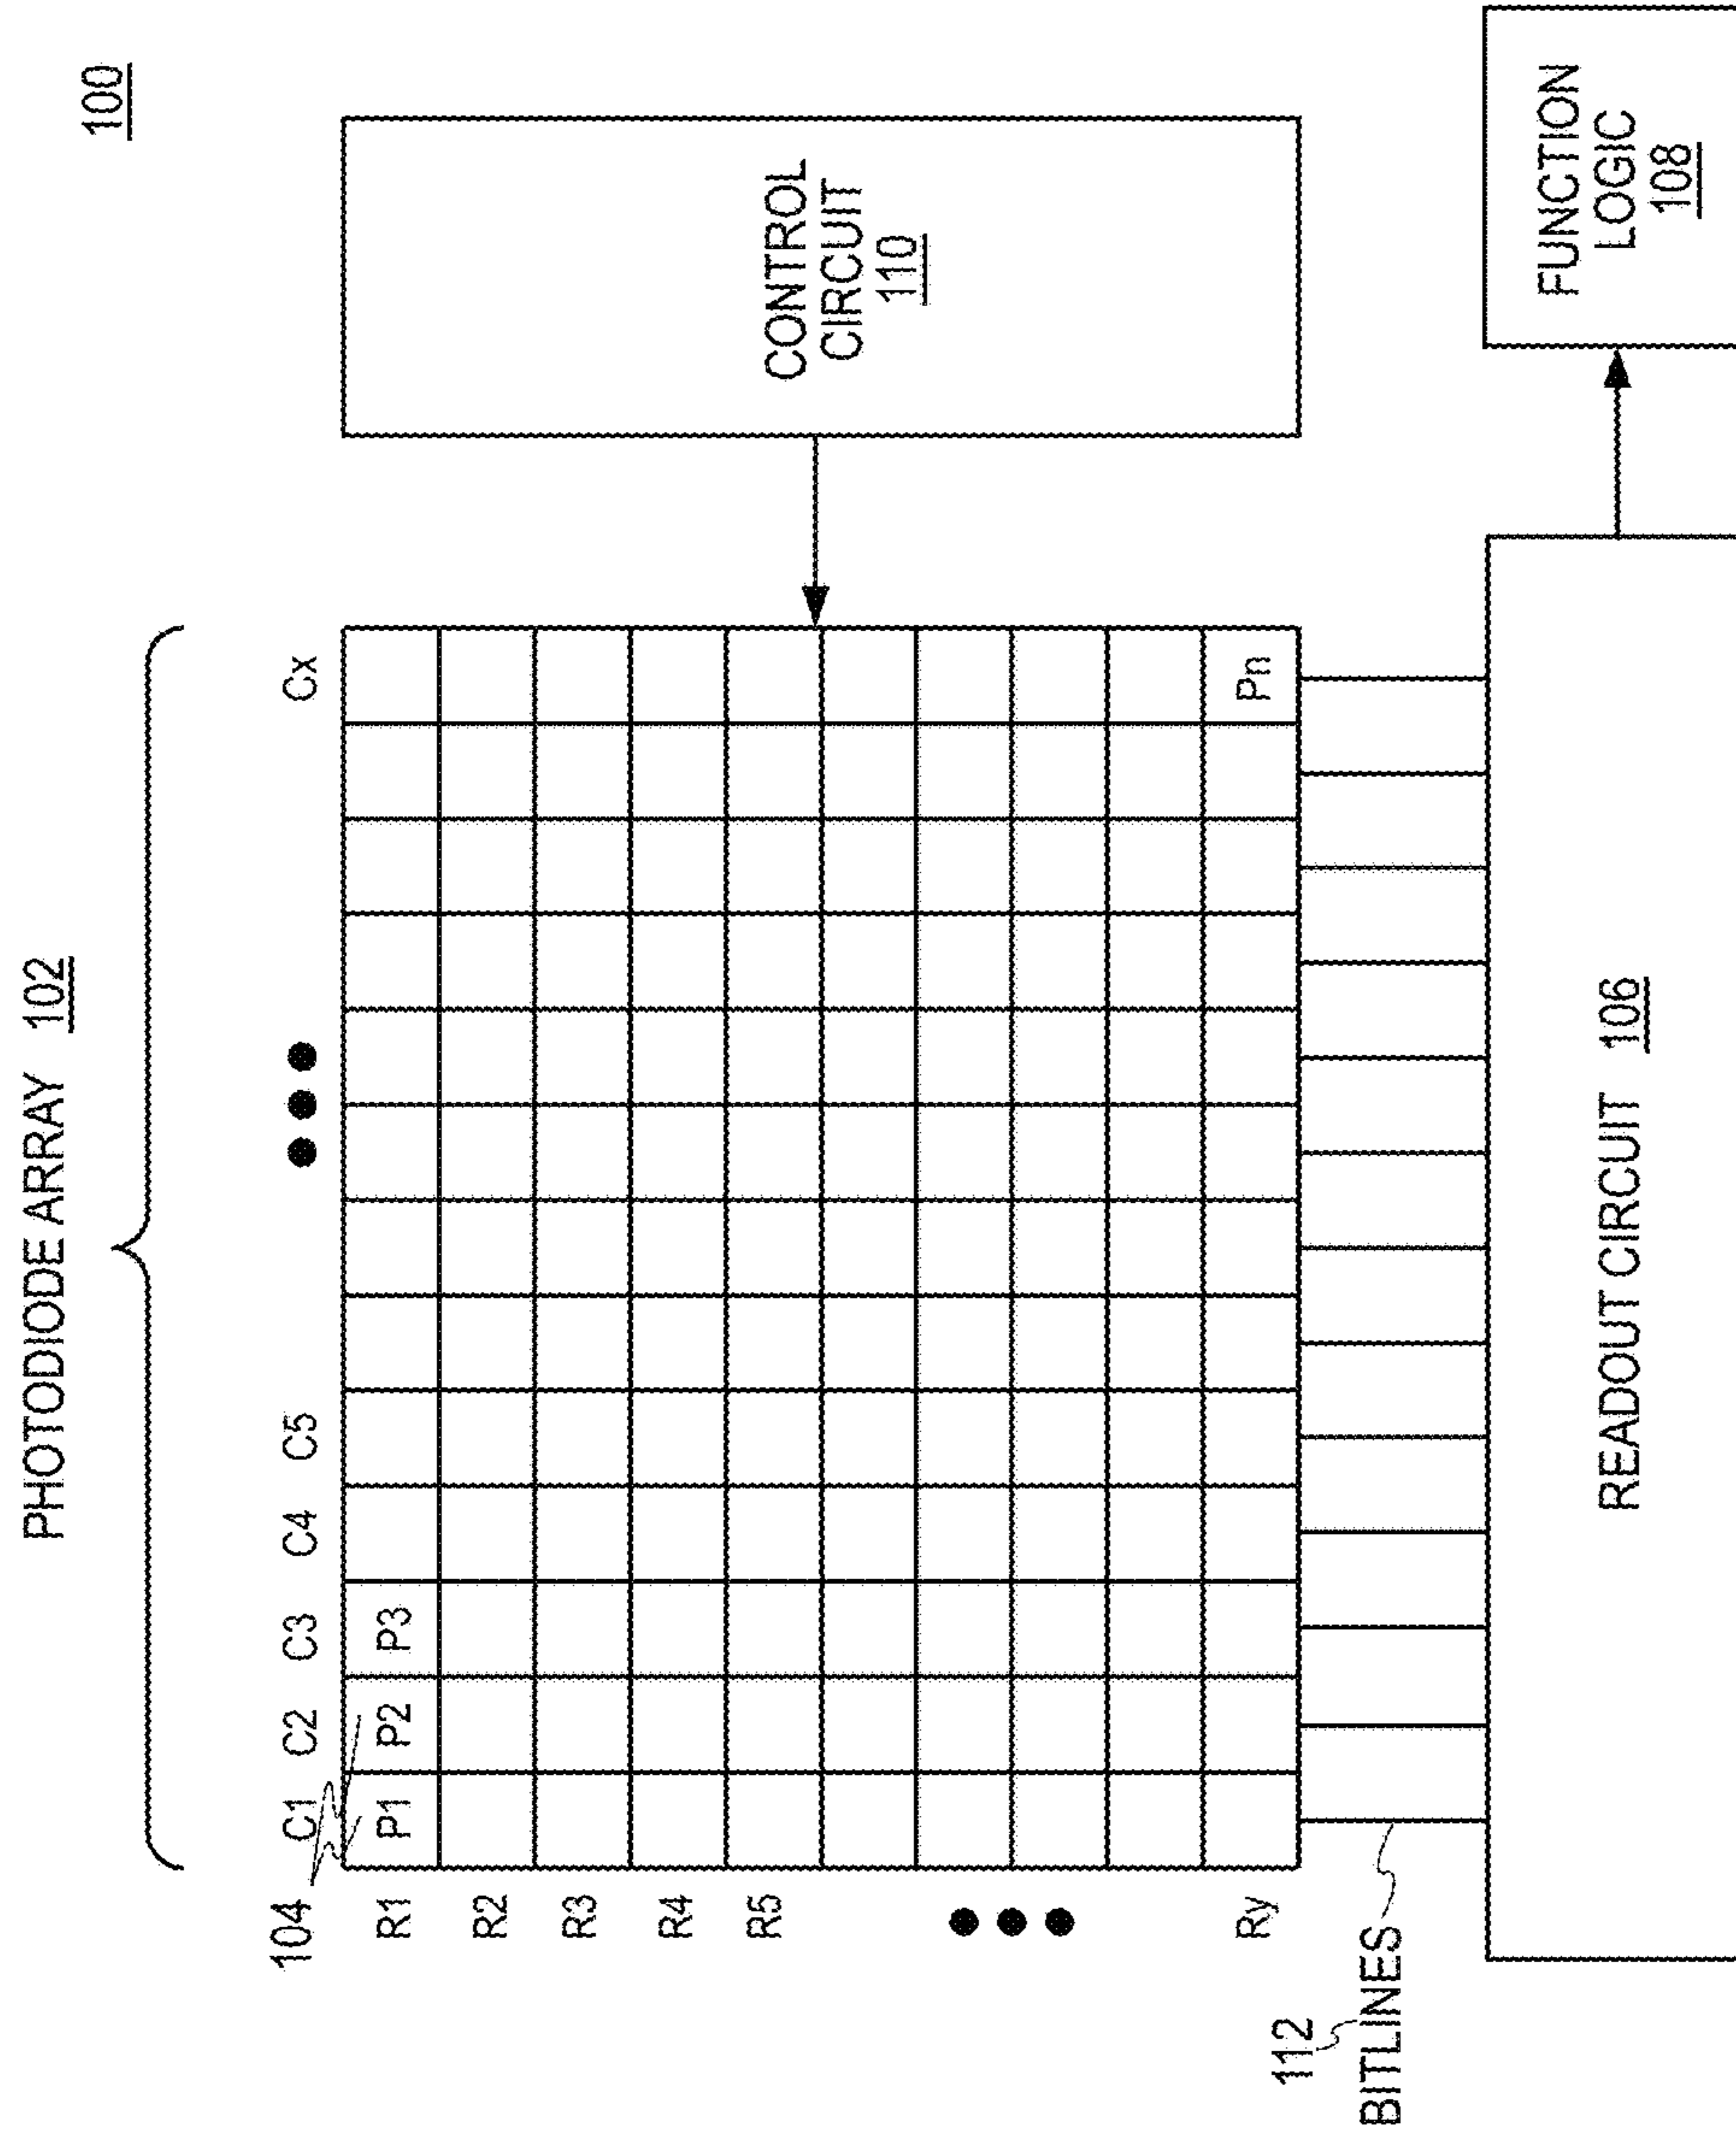 100
PHOTODIODE ARRAY 102
104
C1 C2 C3 C4 C5 Cx
R1 P1 P2 P3
R2
R3
R4
R5
Ry Pn
CONTROL
CIRCUIT
110
112
BITLINES
READOUT CIRCUIT 106
FUNCTION
LOGIC
108